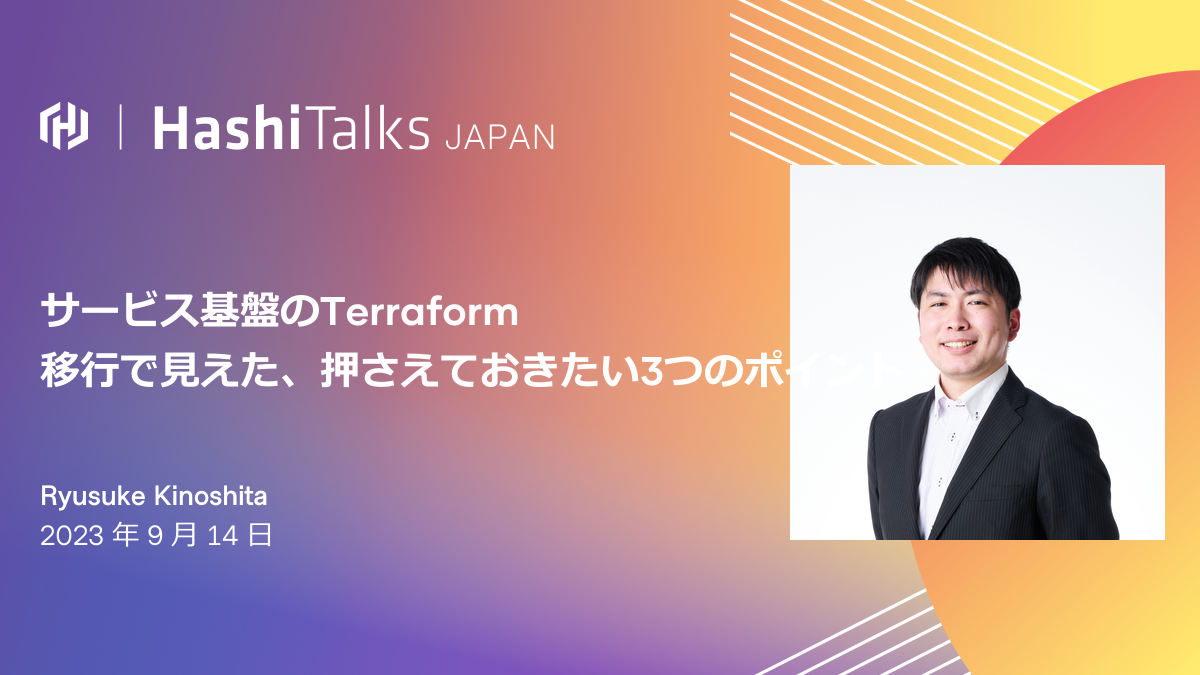 HashiTalks JAPAN
サービス基盤のTerraform
移行で見えた、押さえておきたい3つのポイント
Ryusuke Kinoshita
2023 年 9 月 14 日